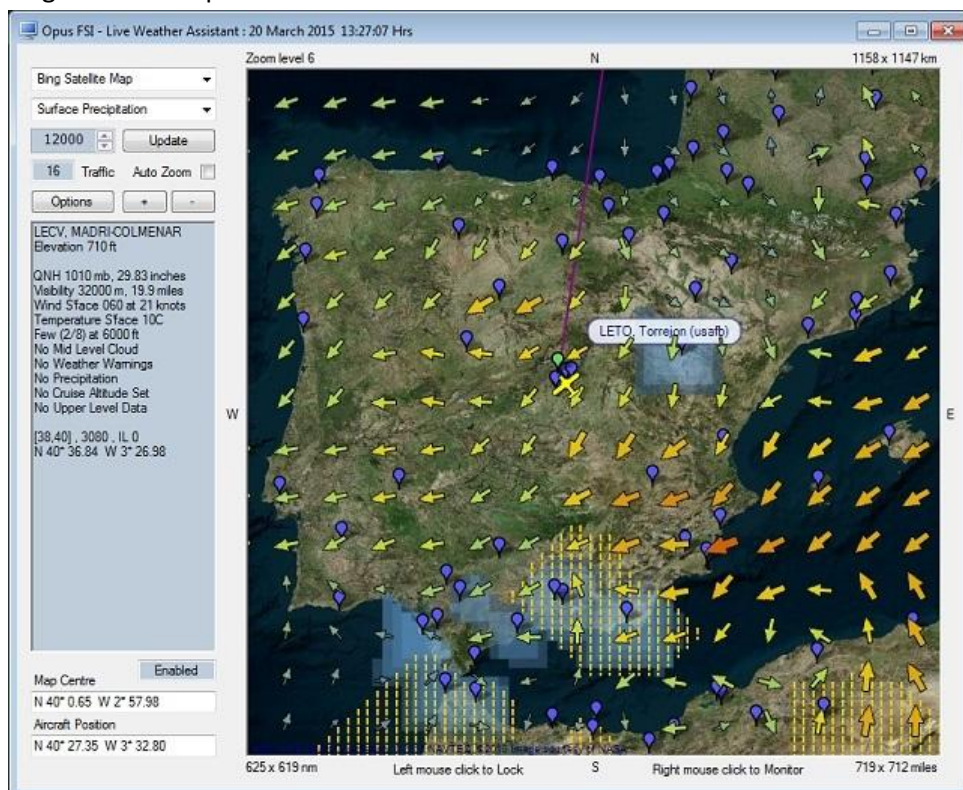 Opus FSI - Live Weather Assistant : 20 March 2015 13:27:07 Hrs
Zoom level 6
N
1158 x 1147 km
Bing Satellite Map
Surface Precipitation
12000
Update
16 Traffic Auto Zoom
Options + -
LECV, MADRI-COLMENAR
Elevation 710 ft
QNH 1010 mb, 29.83 inches
Visibility 32000 m, 19.9 miles
Wind Sface 060 at 21 knots
Temperature Sface 10C
Few (2/8) at 6000 ft
No Mid Level Cloud
No Weather Warnings
No Precipitation
No Cruise Altitude Set
No Upper Level Data
[38,40] , 3080 , IL 0
N 40* 36.84 W 3* 26.98
LETO, Torrejon (usafb)
W
E
Enabled
Map Centre
N 40* 0.65 W 2* 57.98
Aircraft Position
N 40* 27.35 W 3* 32.80
Image courtesy of NASA
625 x 619 nm
Left mouse click to Lock
S
Right mouse click to Monitor
719 x 712 miles